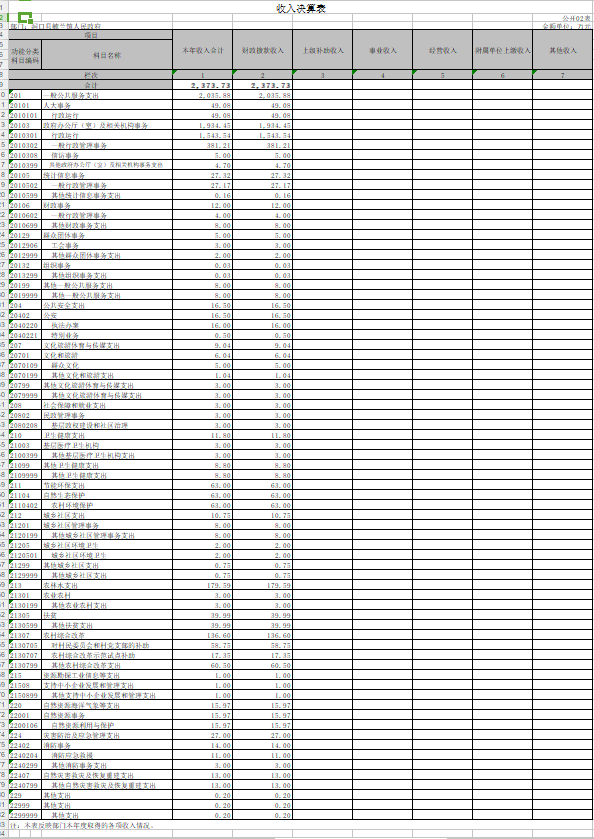 收入决算表
公开02表
金额单位：万元
项目 本年收入合计 财政拨款收入 上级补助收入 事业收入 经营收入 附属单位上缴收入 其他收入
功能分类科目编码 科目名称
栏次 1 2 3 4 5 6 7
合计 2,373.73 2,373.73
201 一般公共服务支出 2,035.88 2,035.88
20101 人大事务 49.08 49.08
2010101 行政运行 49.08 49.08
20103 政府办公厅（室）及相关机构事务 1,934.45 1,934.45
2010301 行政运行 1,543.54 1,543.54
2010302 一般行政管理事务 381.21 381.21
2010308 信访事务 5.00 5.00
2010399 其他政府办公厅（室）及相关机构事务支出 4.70 4.70
20105 统计信息事务 27.32 27.32
2010502 一般行政管理事务 27.17 27.17
2010599 其他统计信息事务支出 0.16 0.16
20106 财政事务 12.00 12.00
2010602 一般行政管理事务 4.00 4.00
2010699 其他财政事务支出 8.00 8.00
20129 群众团体事务 5.00 5.00
2012906 工会事务 3.00 3.00
2012999 其他群众团体事务支出 2.00 2.00
20132 组织事务 0.03 0.03
2013299 其他组织事务支出 0.03 0.03
20199 其他一般公共服务支出 8.00 8.00
2019999 其他一般公共服务支出 8.00 8.00
204 公共安全支出 16.50 16.50
20402 公安 16.50 16.50
2040220 执法办案 16.00 16.00
2040221 特别业务 0.50 0.50
207 文化旅游体育与传媒支出 9.04 9.04
20701 文化和旅游 6.04 6.04
2070109 群众文化 5.00 5.00
2070199 其他文化和旅游支出 1.04 1.04
20799 其他文化旅游体育与传媒支出 3.00 3.00
2079999 其他文化旅游体育与传媒支出 3.00 3.00
208 社会保障和就业支出 3.00 3.00
20802 民政管理事务 3.00 3.00
2080208 基层政权建设和社区治理 3.00 3.00
210 卫生健康支出 11.80 11.80
21003 基层医疗卫生机构 3.00 3.00
2100399 其他基层医疗卫生机构支出 3.00 3.00
21099 其他卫生健康支出 8.80 8.80
2109999 其他卫生健康支出 8.80 8.80
211 节能环保支出 63.00 63.00
21104 自然生态保护 63.00 63.00
2110402 农村环境保护 63.00 63.00
212 城乡社区支出 10.75 10.75
21201 城乡社区管理事务 8.00 8.00
2120199 其他城乡社区管理事务支出 8.00 8.00
21205 城乡社区环境卫生 2.00 2.00
2120501 城乡社区环境卫生 2.00 2.00
21299 其他城乡社区支出 0.75 0.75
2129999 其他城乡社区支出 0.75 0.75
213 农林水支出 179.59 179.59
21301 农业农村 3.00 3.00
2130199 其他农业农村支出 3.00 3.00
21305 扶贫 39.99 39.99
2130599 其他扶贫支出 39.99 39.99
21307 农村综合改革 136.60 136.60
2130705 对村民委员会和村党支部的补助 58.75 58.75
2130707 农村综合改革示范试点补助 17.35 17.35
2130799 其他农村综合改革支出 60.50 60.50
215 资源勘探工业信息等支出 1.00 1.00
21508 支持中小企业发展和管理支出 1.00 1.00
2150899 其他支持中小企业发展和管理支出 1.00 1.00
220 自然资源海洋气象等支出 15.97 15.97
22001 自然资源事务 15.97 15.97
2200106 自然资源利用与保护 15.97 15.97
224 灾害防治及应急管理支出 27.00 27.00
22402 消防事务 14.00 14.00
2240204 消防应急救援 11.00 11.00
2240299 其他消防事务支出 3.00 3.00
22407 自然灾害救灾及恢复重建支出 13.00 13.00
2240799 其他自然灾害救灾及恢复重建支出 13.00 13.00
229 其他支出 0.20 0.20
22999 其他支出 0.20 0.20
2299999 其他支出 0.20 0.20
注：本表反映部门本年度取得的各项收入情况。